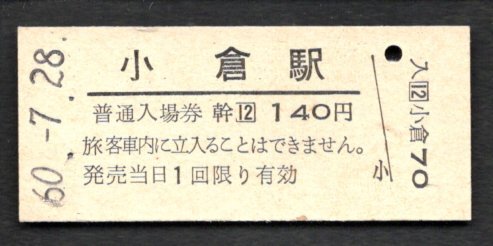 60.-7.28.
小倉駅
普通入場券 幹12 140円
旅客車内に立入ることはできません。
発売当日1回限り有効
小
入12小倉70